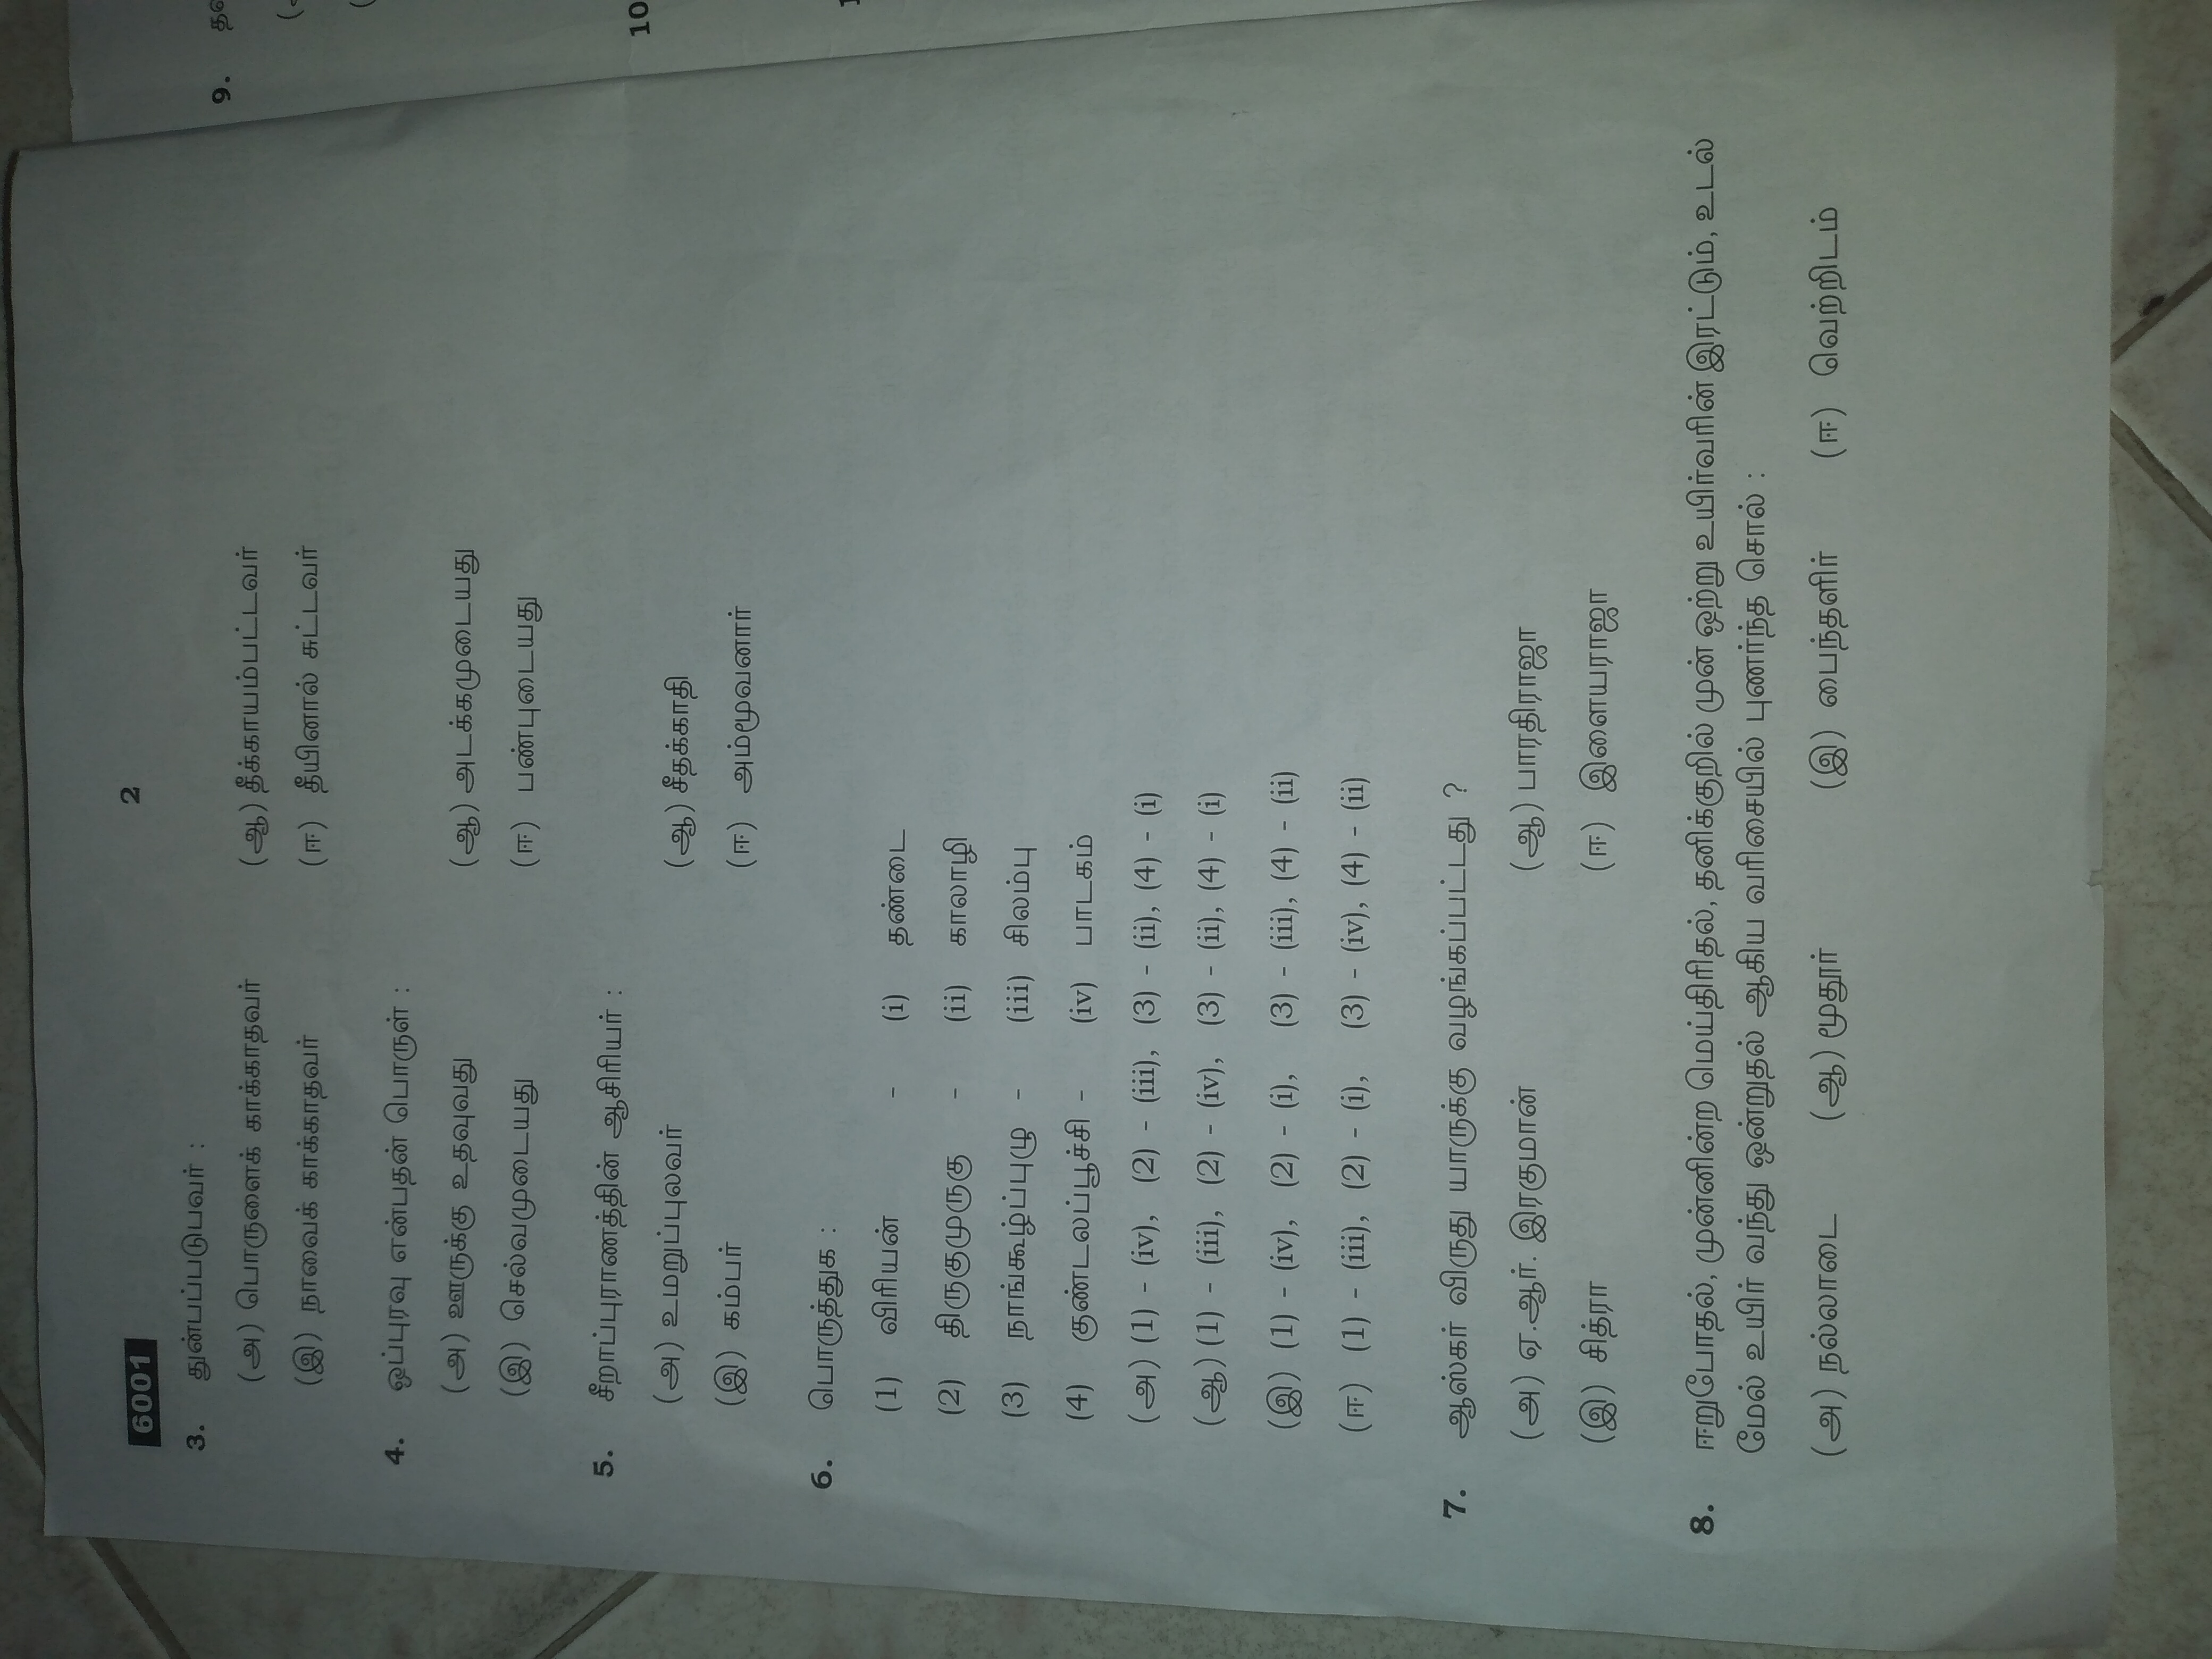 6001
2
3. துன்பப்படுபவர் :
(அ) பொருளைக் காக்காதவர் (ஆ) தீக்காயம்பட்டவர்
(இ) நாவைக் காக்காதவர் (ஈ) தீயினால் சுட்டவர்
4. ஒப்புரவு என்பதன் பொருள் :
(அ) ஊருக்கு உதவுவது (ஆ) அடக்கமுடையது
(இ) செல்வமுடையது (ஈ) பண்புடையது
5. சீறாப்புராணத்தின் ஆசிரியர் :
(அ) உமறுப்புலவர் (ஆ) சீதக்காதி
(இ) கம்பர் (ஈ) அம்மூவனார்
6. பொருத்துக :
(1) விரியன் - (i) தண்டை
(2) திருகுமுருகு - (ii) காலாழி
(3) நாங்கூழ்ப்புழு - (iii) சிலம்பு
(4) குண்டலப்பூச்சி - (iv) பாடகம்
(அ) (1) - (iv), (2) - (iii), (3) - (ii), (4) - (i)
(ஆ) (1) - (iii), (2) - (iv), (3) - (ii), (4) - (i)
(இ) (1) - (iv), (2) - (i), (3) - (iii), (4) - (ii)
(ஈ) (1) - (iii), (2) - (i), (3) - (iv), (4) - (ii)
7. ஆஸ்கர் விருது யாருக்கு வழங்கப்பட்டது ?
(அ) ஏ.ஆர். இரகுமான் (ஆ) பாரதிராஜா
(இ) சித்ரா (ஈ) இளையராஜா
8. ஈறுபோதல், முன்னின்ற மெய்திரிதல், தனிக்குறில் முன் ஒற்று உயிர்வரின் இரட்டும், உடல்
மேல் உயிர் வந்து ஒன்றுதல் ஆகிய வரிசையில் புணர்ந்த சொல் :
(அ) நல்லாடை (ஆ) மூதூர் (இ) பைந்தளிர் (ஈ) வெற்றிடம்
9.
10